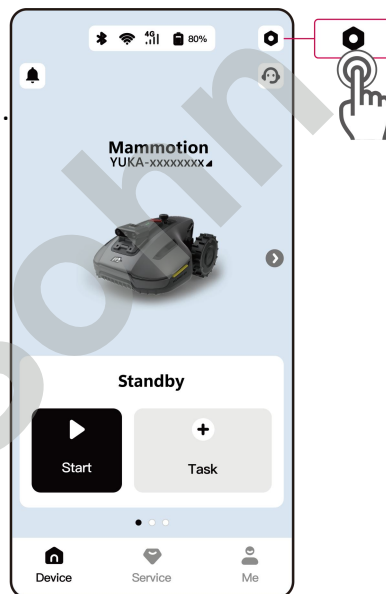 4G 80%
Mammotion
YUKA-xxxxxxxx
Standby
Start
Task
Device
Service
Me